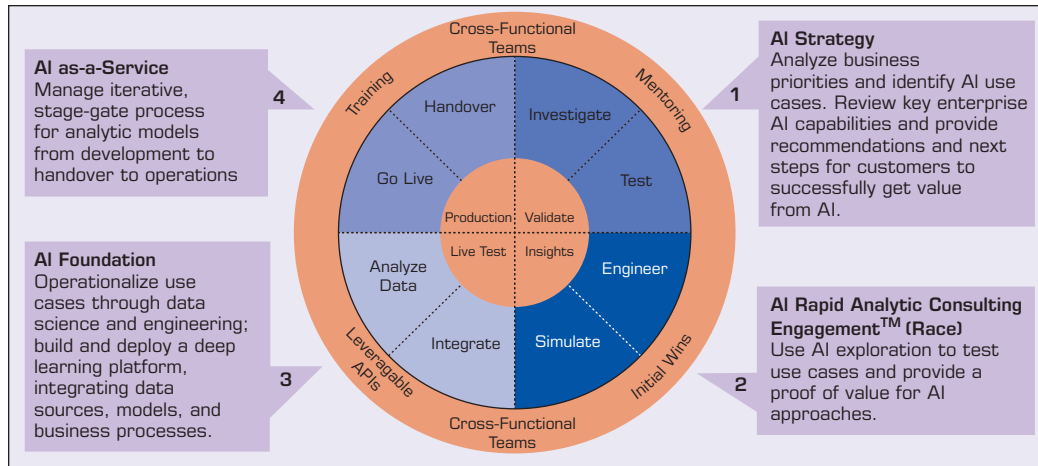 Cross-Functional
Teams
Training
Mentoring
Leveragable
APIs
Initial Wins
Cross-Functional
Teams
Handover
Investigate
Go Live
Test
Production
Validate
Live Test
Insights
Analyze
Data
Engineer
Integrate
Simulate
1
AI Strategy
Analyze business
priorities and identify AI use
cases. Review key enterprise
AI capabilities and provide
recommendations and next
steps for customers to
successfully get value
from AI.
2
AI Rapid Analytic Consulting
Engagement™ (Race)
Use AI exploration to test
use cases and provide a
proof of value for AI
approaches.
3
AI Foundation
Operationalize use
cases through data
science and engineering;
build and deploy a deep
learning platform,
integrating data
sources, models, and
business processes.
4
AI as-a-Service
Manage iterative,
stage-gate process
for analytic models
from development to
handover to operations